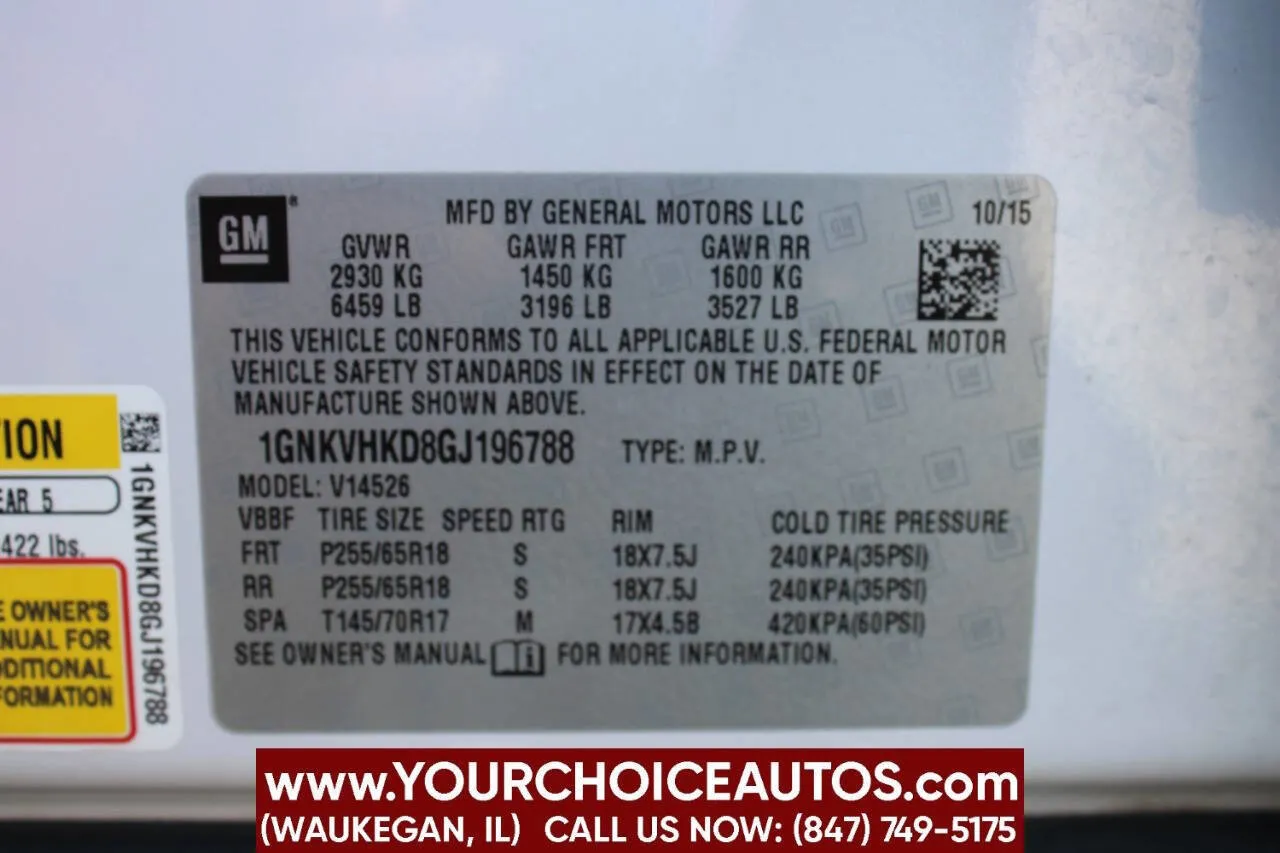 GM
MFD BY GENERAL MOTORS LLC 10/15
GVWR GAWR FRT GAWR RR
2930 KG 1450 KG 1600 KG
6459 LB 3196 LB 3527 LB
THIS VEHICLE CONFORMS TO ALL APPLICABLE U.S. FEDERAL MOTOR
VEHICLE SAFETY STANDARDS IN EFFECT ON THE DATE OF
MANUFACTURE SHOWN ABOVE.
1GNKVHKD8GJ196788 TYPE: M.P.V.
MODEL: V14526
VBBF TIRE SIZE SPEED RTG RIM COLD TIRE PRESSURE
FRT P255/65R18 S 18X7.5J 240KPA(35PSI)
RR P255/65R18 S 18X7.5J 240KPA(35PSI)
SPA T145/70R17 M 17X4.5B 420KPA(60PSI)
SEE OWNER'S MANUAL FOR MORE INFORMATION.
ION
EAR 5
422 lbs.
E OWNER'S
NUAL FOR
DDITIONAL
FORMATION
1GNKVHKD8GJ196788
www.YOURCHOICEAUTOS.com
(WAUKEGAN, IL) CALL US NOW: (847) 749-5175